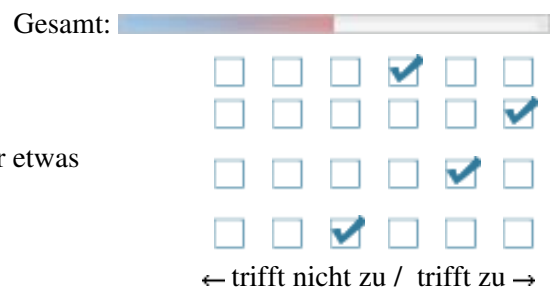 Gesamt:
r etwas
← trifft nicht zu / trifft zu →